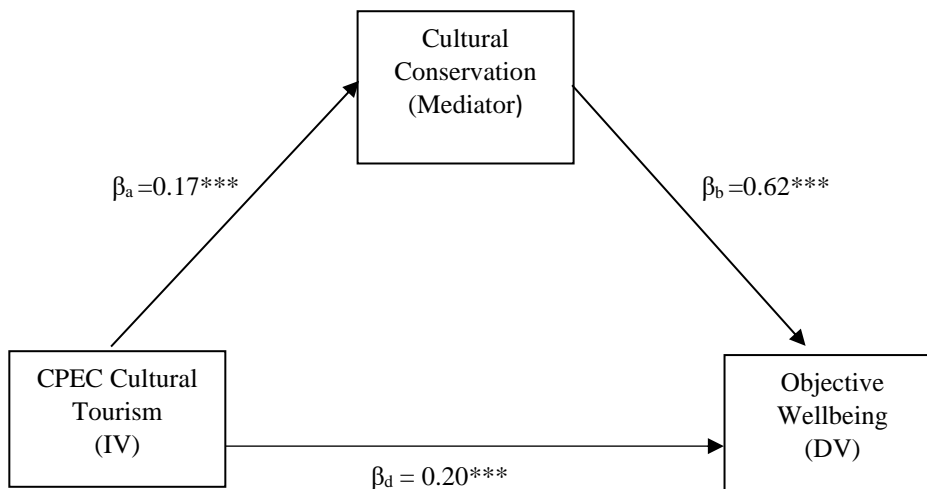 Cultural
Conservation
(Mediator)
βa =0.17***
βb =0.62***
CPEC Cultural
Tourism
(IV)
Objective
Wellbeing
(DV)
βd = 0.20***